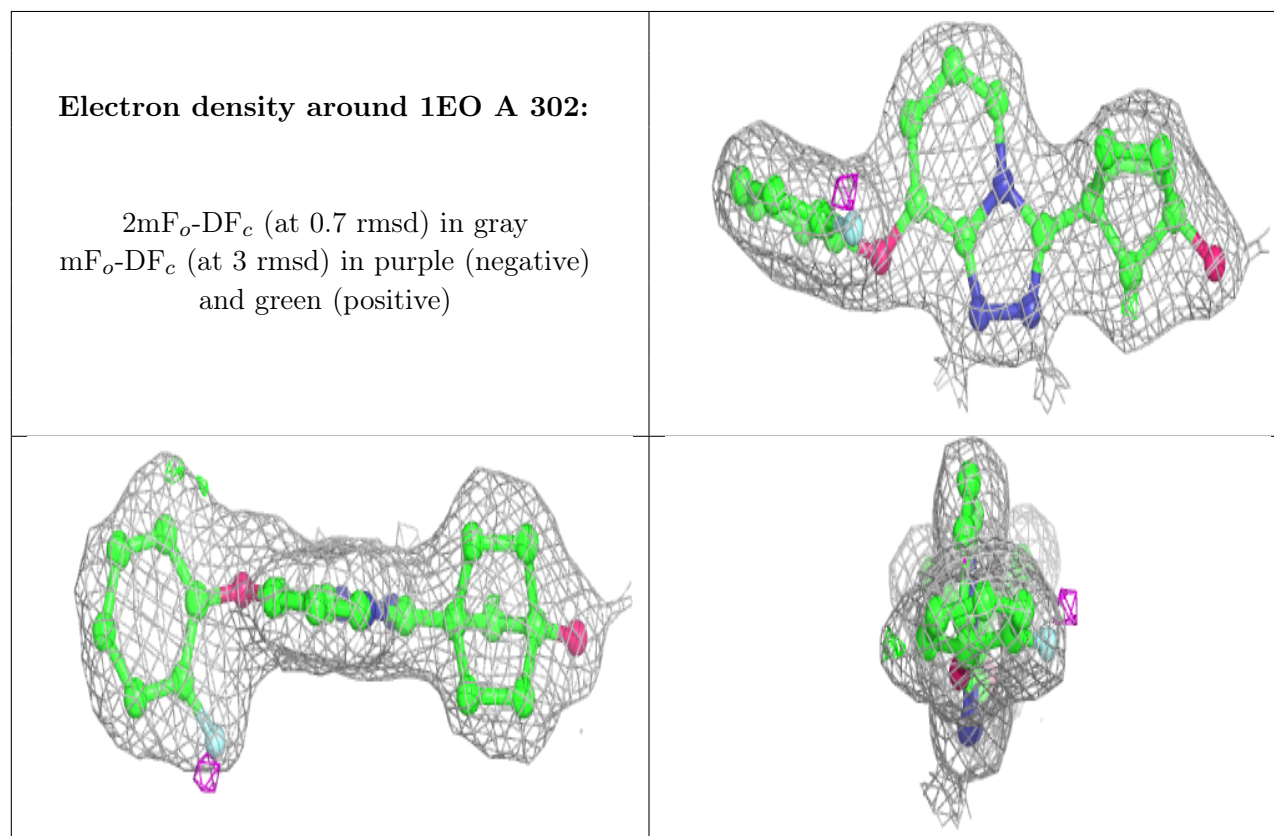 Electron density around 1EO A 302:
2mFo-DFc (at 0.7 rmsd) in gray
mFo-DFc (at 3 rmsd) in purple (negative)
and green (positive)